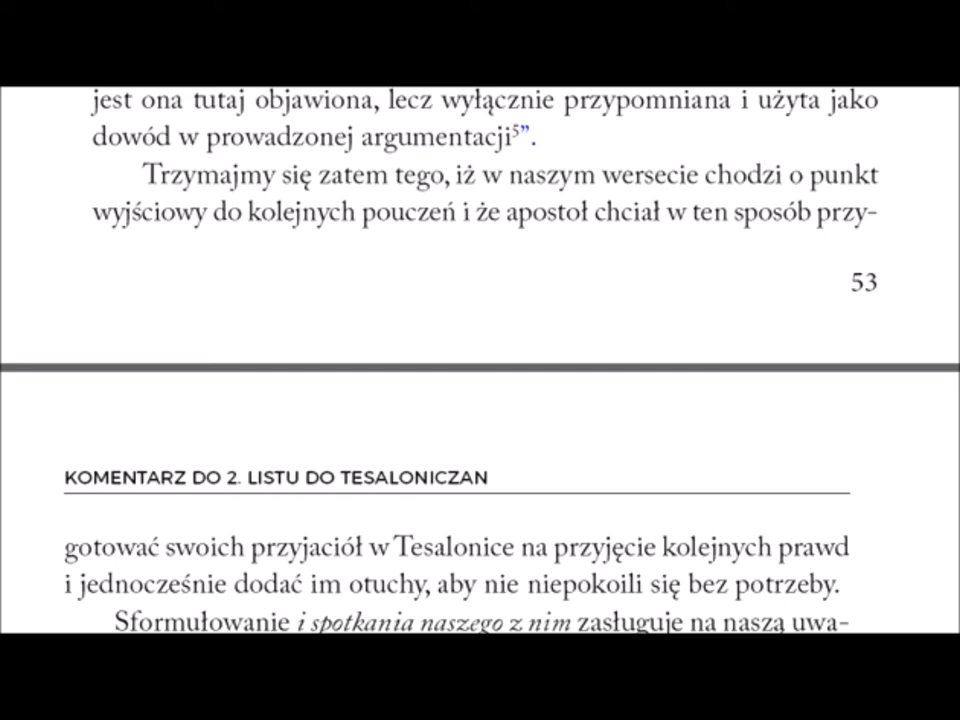 jest ona tutaj objawiona, lecz wyłącznie przypomniana i użyta jako
dowód w prowadzonej argumentacji⁵”.
Trzymajmy się zatem tego, iż w naszym wersecie chodzi o punkt
wyjściowy do kolejnych pouczeń i że apostoł chciał w ten sposób przy-
53
KOMENTARZ DO 2. LISTU DO TESALONICZAN
gotować swoich przyjaciół w Tesalonice na przyjęcie kolejnych prawd
i jednocześnie dodać im otuchy, aby nie niepokoili się bez potrzeby.
Sformułowanie i spotkania naszego z nim zasługuje na naszą uwa-